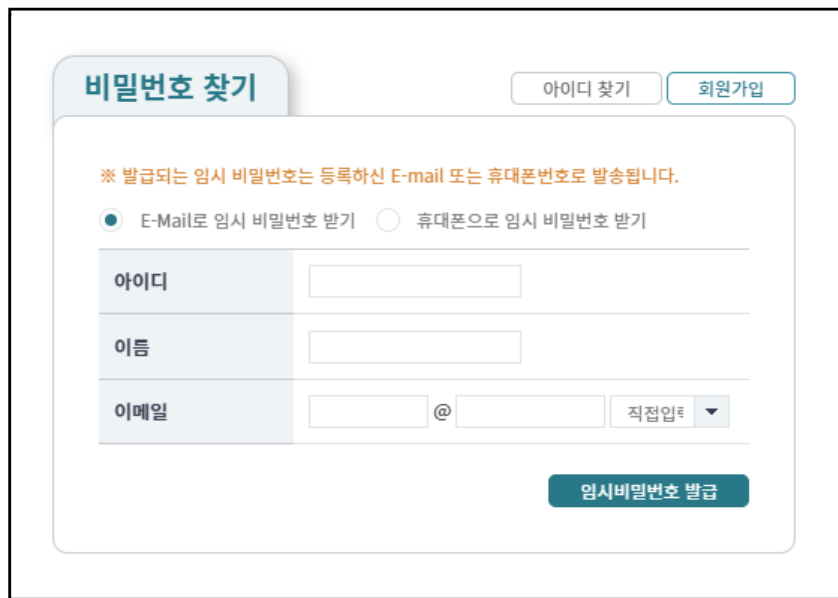 비밀번호 찾기
아이디 찾기
회원가입
※ 발급되는 임시 비밀번호는 등록하신 E-mail 또는 휴대폰번호로 발송됩니다.
E-Mail로 임시 비밀번호 받기 휴대폰으로 임시 비밀번호 받기
아이디
이름
이메일 @ 직접입력
임시비밀번호 발급